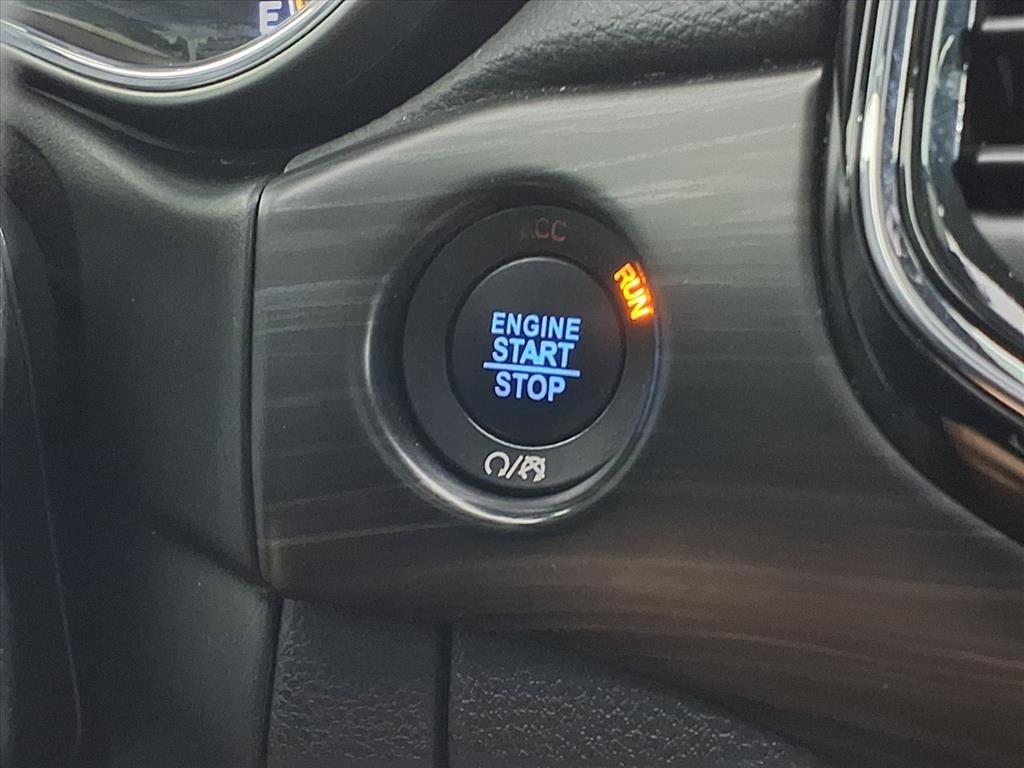 E
ACC
RUN
ENGINE
START
STOP
/